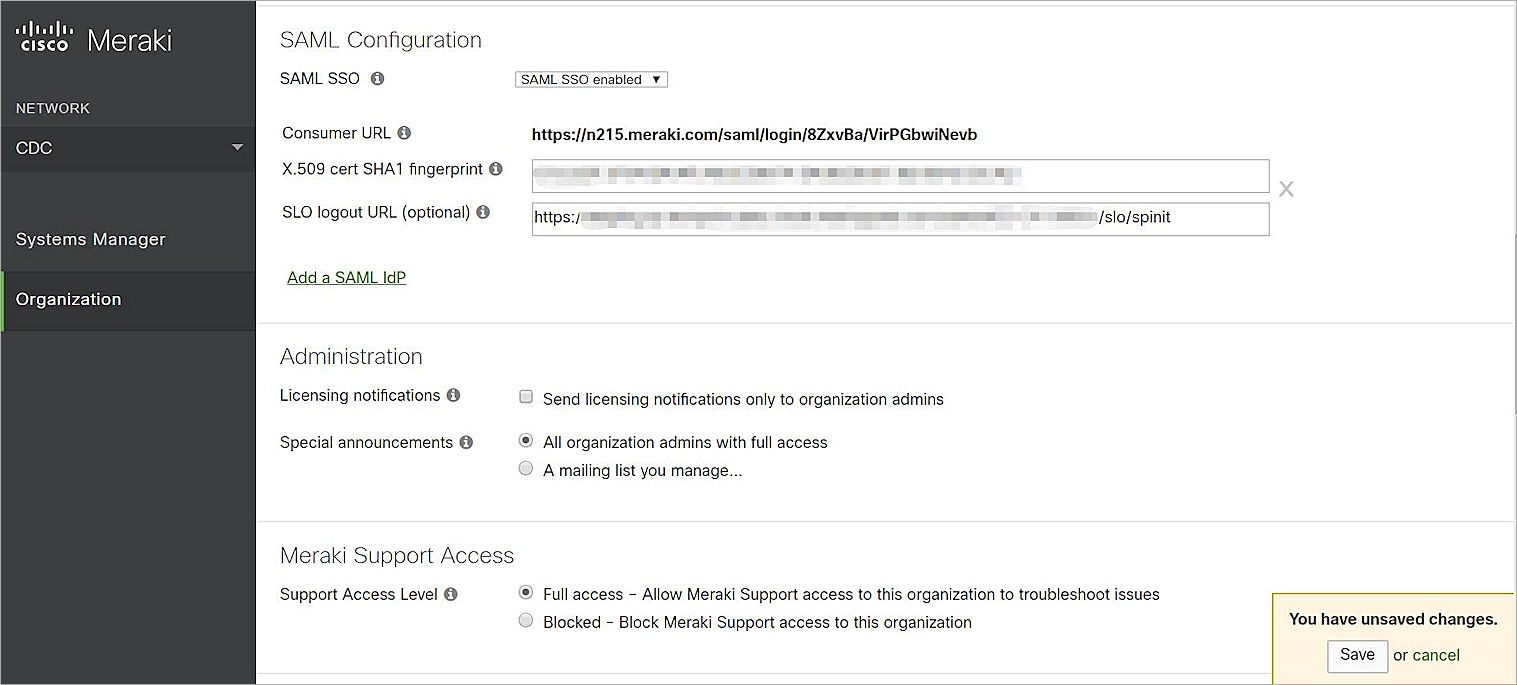 CISCO Meraki
NETWORK
CDC
Systems Manager
Organization
SAML Configuration
SAML SSO SAML SSO enabled
Consumer URL https://n215.meraki.com/saml/login/8ZxvBa/VirPGbwiNevb
X.509 cert SHA1 fingerprint
X
SLO logout URL (optional) https:/ /slo/spinit
Add a SAML IdP
Administration
Licensing notifications Send licensing notifications only to organization admins
Special announcements All organization admins with full access
A mailing list you manage...
Meraki Support Access
Support Access Level Full access – Allow Meraki Support access to this organization to troubleshoot issues
Blocked – Block Meraki Support access to this organization
You have unsaved changes.
Save or cancel